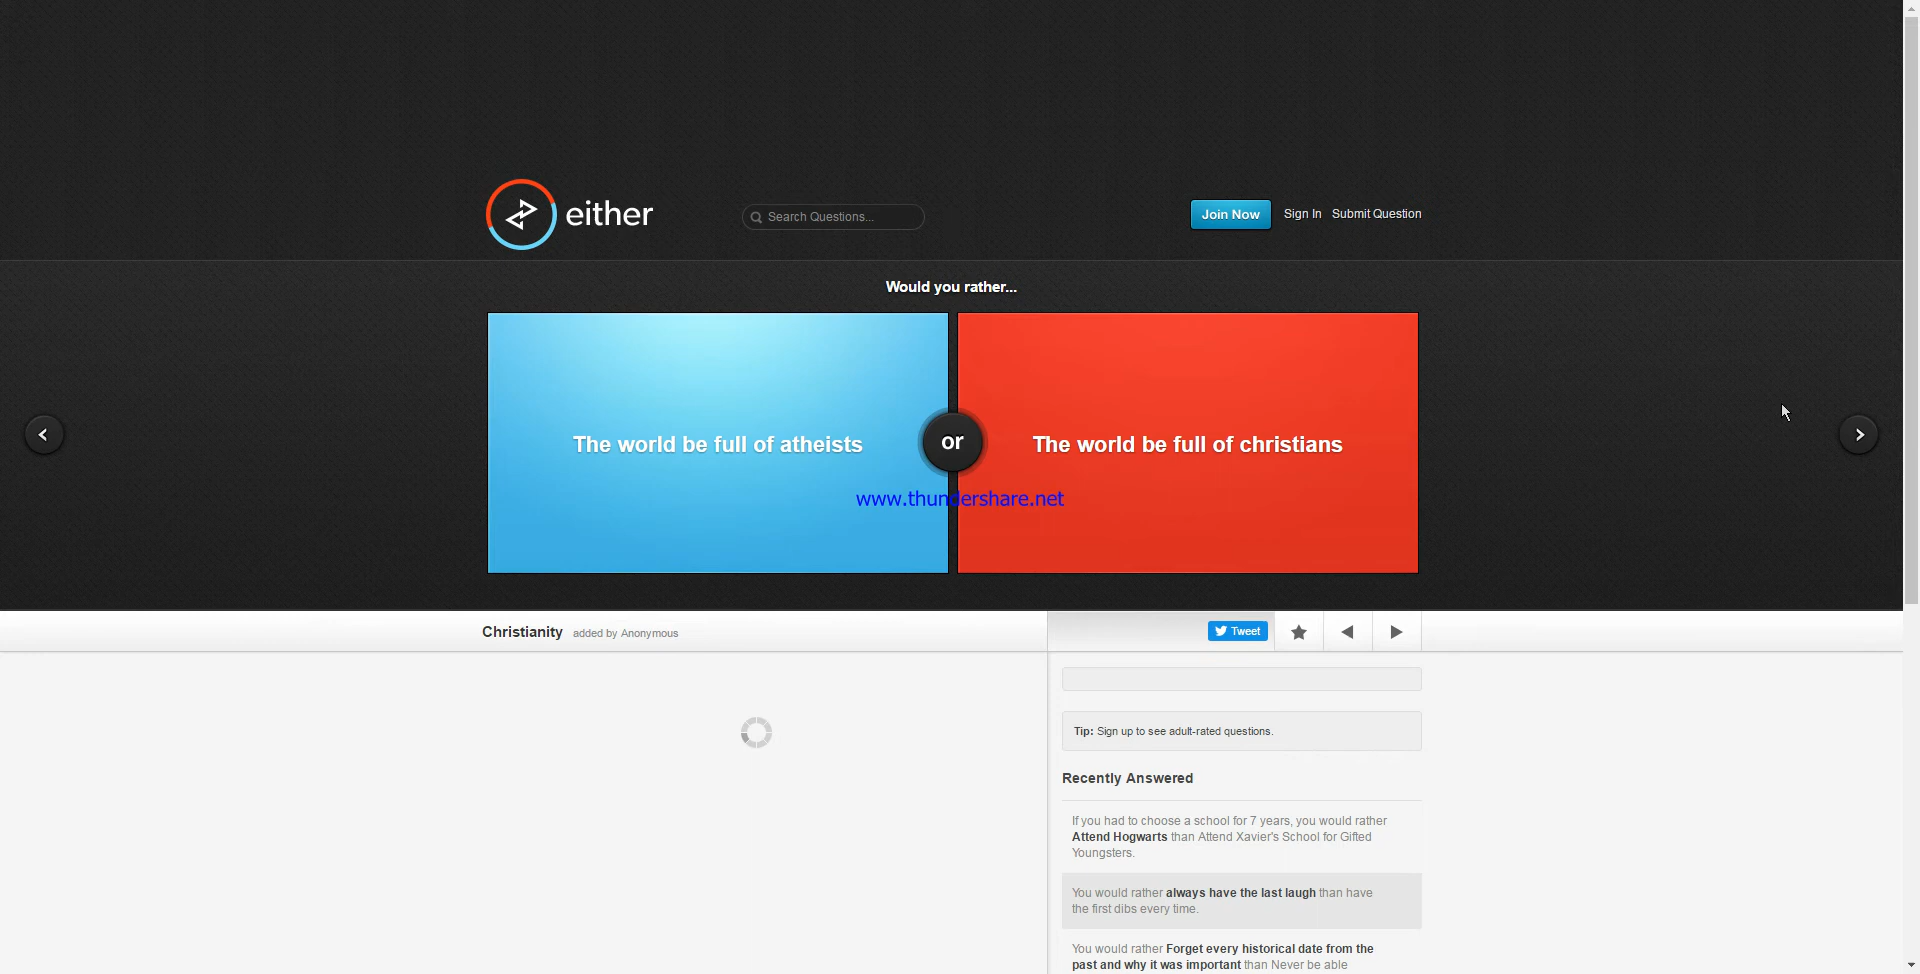 either
Search Questions...
Join Now
Sign In
Submit Question
Would you rather...
The world be full of atheists
or
The world be full of christians
www.thundershare.net
Christianity added by Anonymous
Tweet
Tip: Sign up to see adult-rated questions.
Recently Answered
If you had to choose a school for 7 years, you would rather
Attend Hogwarts than Attend Xavier's School for Gifted
Youngsters.
You would rather always have the last laugh than have
the first dibs every time.
You would rather Forget every historical date from the
past and why it was important than Never be able